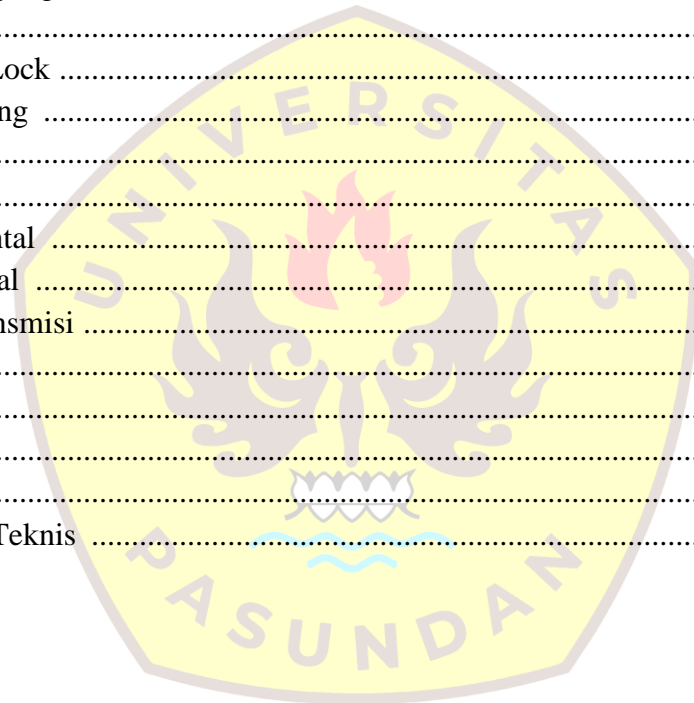 ................................................................
Lock ................................................................
ng ................................................................
................................................................
................................................................
ntal ................................................................
al ................................................................
nsmisi ................................................................
................................................................
................................................................
................................................................
................................................................
Teknis ................................................................
UNIVERSITAS
PASUNDAN